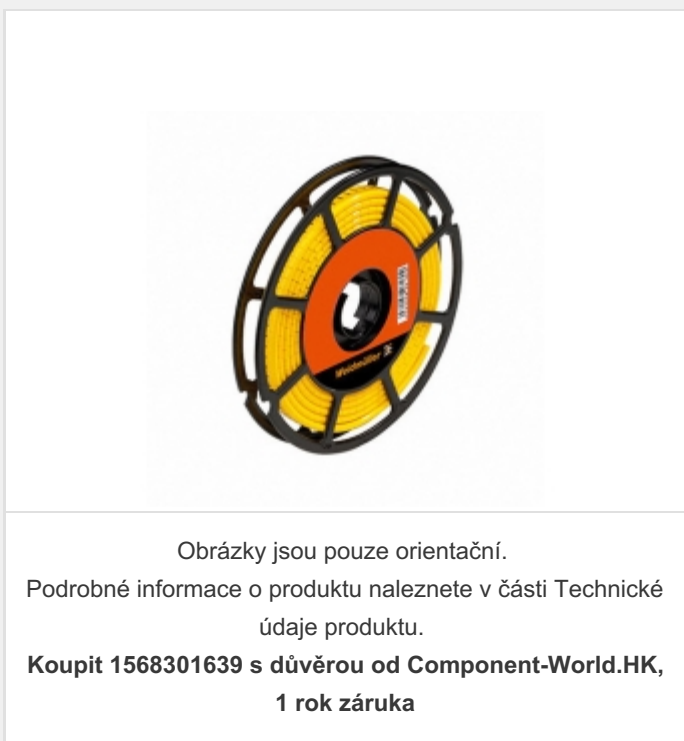 Weidmüller
Obrázky jsou pouze orientační.
Podrobné informace o produktu naleznete v části Technické
údaje produktu.
Koupit 1568301639 s důvěrou od Component-World.HK,
1 rok záruka